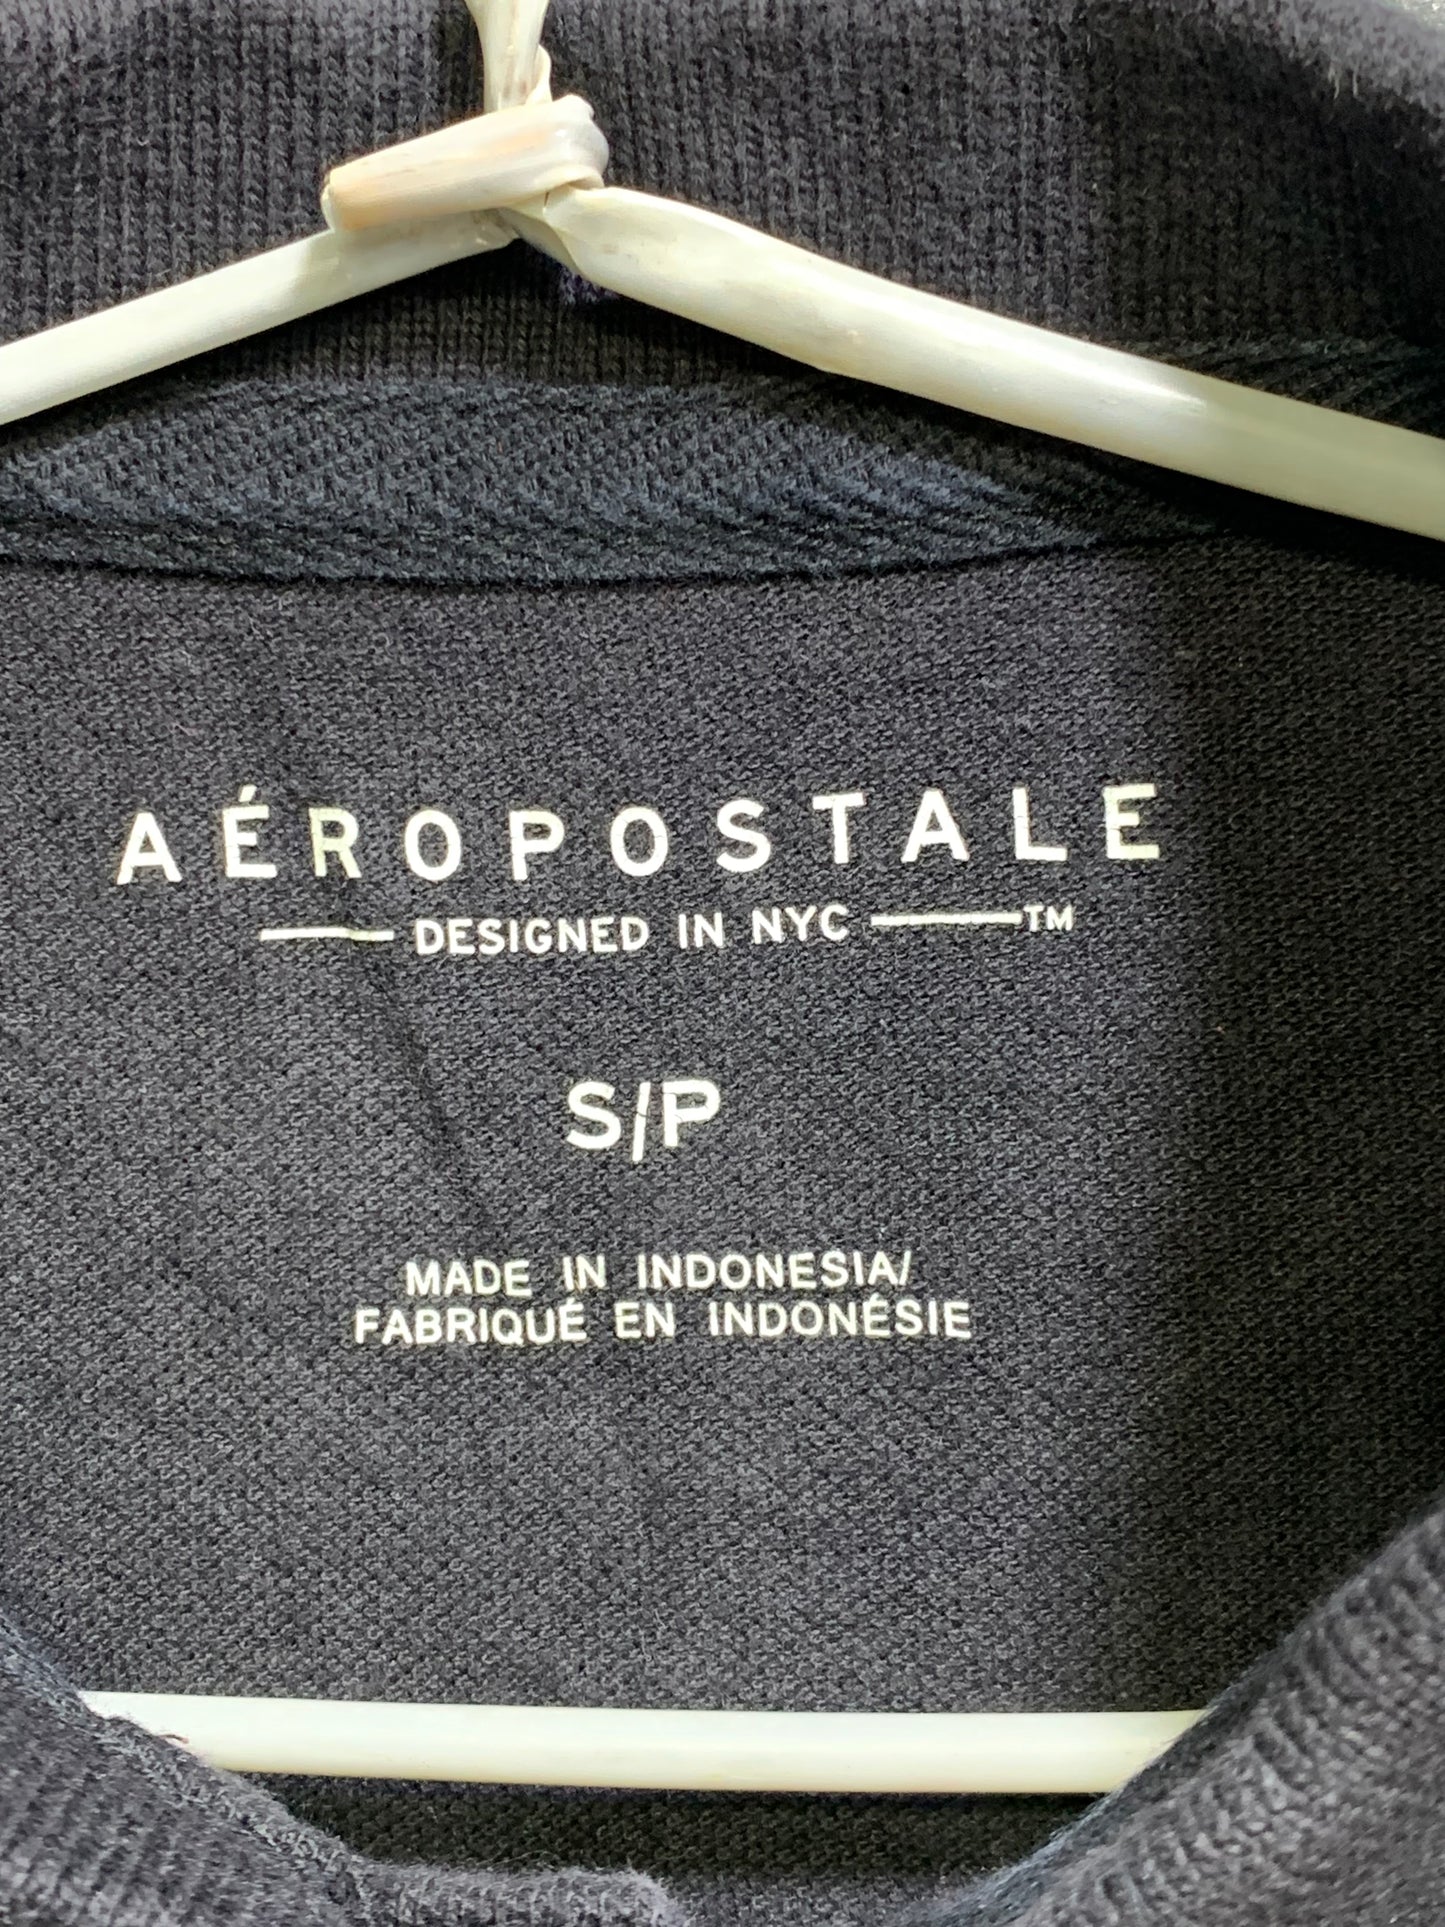 AÉROPOSTALE
DESIGNED IN NYC TM
S/P
MADE IN INDONESIA/
FABRIQUÉ EN INDONÉSIE